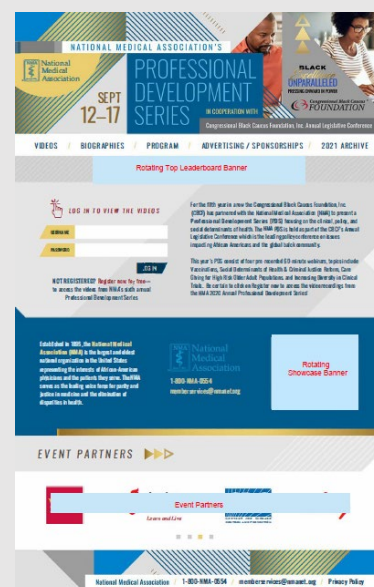 NATIONAL MEDICAL ASSOCIATION'S
National
Medical
Association
SEPT
12–17
PROFESSIONAL
DEVELOPMENT
SERIES
IN COOPERATION WITH
BLACK
UNPARALLELED
Congressional Black Caucus
FOUNDATION
Congressional Black Caucus Foundation, Inc. Annual Legislative Conference
VIDEOS / BIOGRAPHIES / PROGRAM / ADVERTISING / SPONSORSHIPS / 2021 ARCHIVE
Rotating Top Leaderboard Banner
LOG IN TO VIEW THE VIDEOS
USERNAME
PASSWORD
LOG IN
NOT REGISTERED? Register now for free—
to access the videos from NMA's sixth annual
Professional Development Series
For the fifth year in a row the Congressional Black Caucus Foundation, Inc
(CBCF) has partnered with the National Medical Association (NMA) to present a
Professional Development Series (PDS) focusing on the clinical, policy, and
social determinants of health. The NMA PDS is held as part of the CBCF's Annual
Legislative Conference which is the leading policy conference on issues
impacting African Americans and the global black community.
This year's PDS consist of four pre-recorded 60-minute webinars, topics include
Vaccinations, Social Determinants of Health & Criminal Justice Reform, Care
Giving for High Risk Older Adult Populations, and Increasing Diversity in Clinical
Trials. Be certain to click on Register now to access the video recordings from
the NMA 2020 Annual Professional Development Series!
Established in 1895, the National Medical
Association (NMA) is the largest and oldest
national organization in the United States
representing the interests of African-American
physicians and the patients they serve. The NMA
serves as the leading voice force for parity and
justice in medicine and the elimination of
disparities in health.
National
Medical
Association
1-800-NMA-0554
memberservices@nmanet.org
Rotating
Showcase Banner
EVENT PARTNERS
Event Partners
Learn and Live
National Medical Association / 1-800-NMA-0554 / memberservices@nmanet.org / Privacy Policy